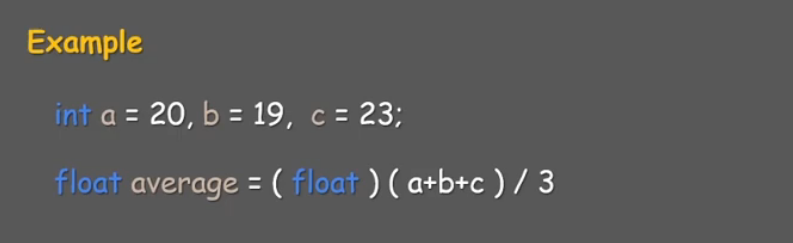 Example
int a = 20, b = 19, c = 23;
float average = ( float ) ( a+b+c ) / 3